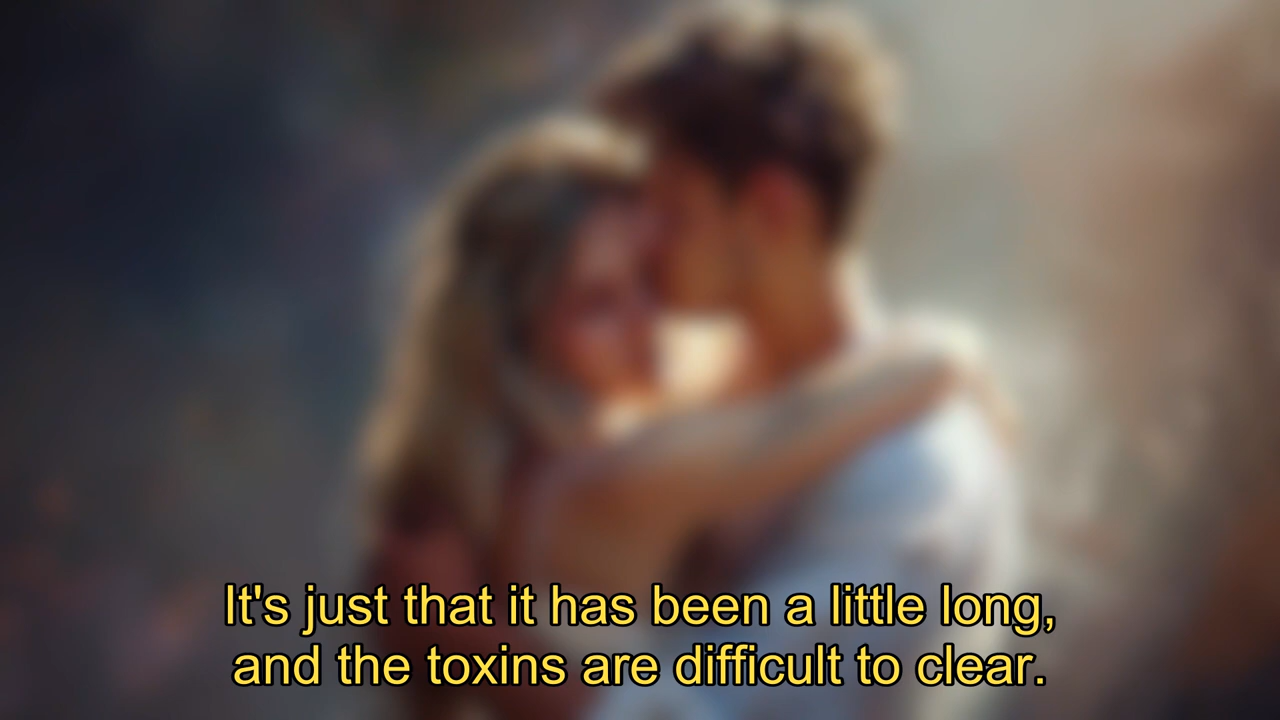 It's just that it has been a little long,
and the toxins are difficult to clear.